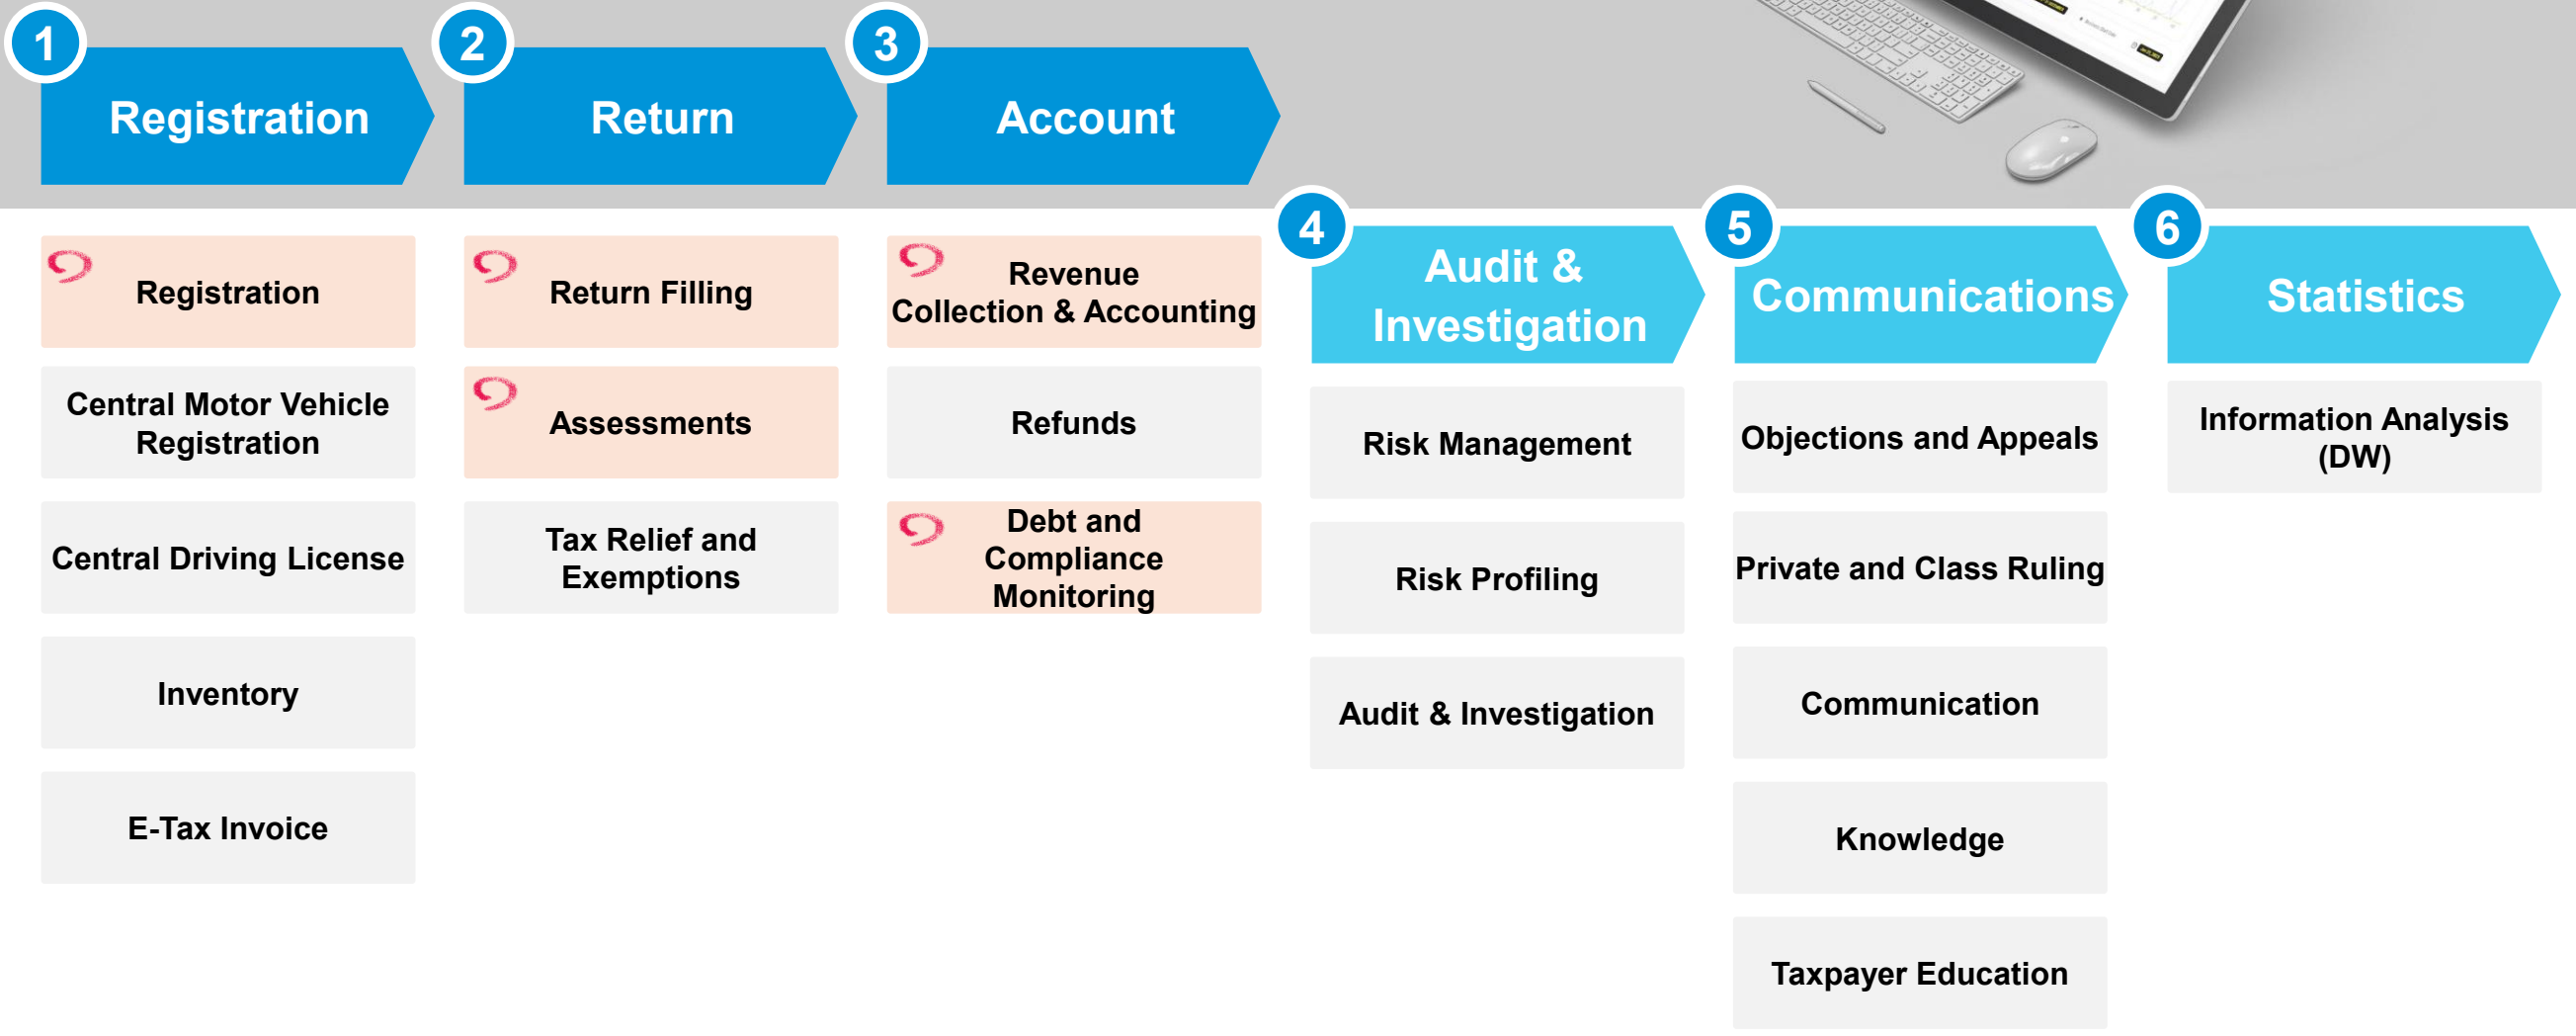 1
Registration
2
Return
3
Account
Registration
Central Motor Vehicle
Registration
Central Driving License
Inventory
E-Tax Invoice
Return Filling
Assessments
Tax Relief and
Exemptions
Revenue
Collection & Accounting
Refunds
Debt and
Compliance
Monitoring
4
Audit &
Investigation
Risk Management
Risk Profiling
Audit & Investigation
5
Communications
Objections and Appeals
Private and Class Ruling
Communication
Knowledge
Taxpayer Education
6
Statistics
Information Analysis
(DW)